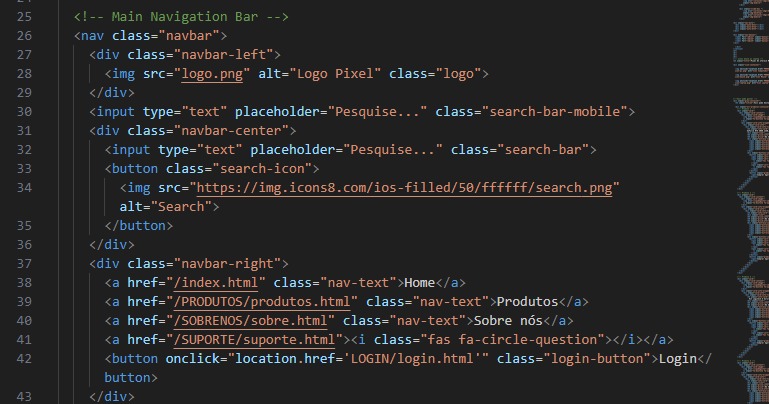 25 <!-- Main Navigation Bar -->
26 <nav class="navbar">
27 <div class="navbar-left">
28 <img src="logo.png" alt="Logo Pixel" class="logo">
29 </div>
30 <input type="text" placeholder="Pesquise..." class="search-bar-mobile">
31 <div class="navbar-center">
32 <input type="text" placeholder="Pesquise..." class="search-bar">
33 <button class="search-icon">
34 <img src="https://img.icons8.com/ios-filled/50/ffffff/search.png"
alt="Search">
35 </button>
36 </div>
37 <div class="navbar-right">
38 <a href="/index.html" class="nav-text">Home</a>
39 <a href="/PRODUTOS/produtos.html" class="nav-text">Produtos</a>
40 <a href="/SOBRENOS/sobre.html" class="nav-text">Sobre nós</a>
41 <a href="/SUPORTE/suporte.html"><i class="fas fa-circle-question"></i></a>
42 <button onclick="location.href='LOGIN/login.html'" class="login-button">Login</
button>
43 </div>